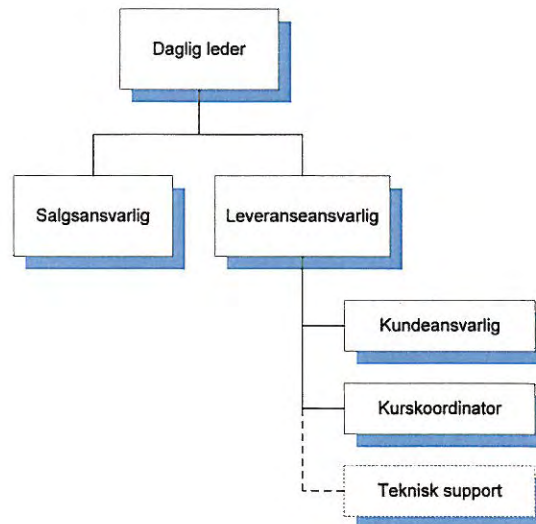 Daglig leder
Salgsansvarlig
Leveranseansvarlig
Kundeansvarlig
Kurskoordinator
Teknisk support